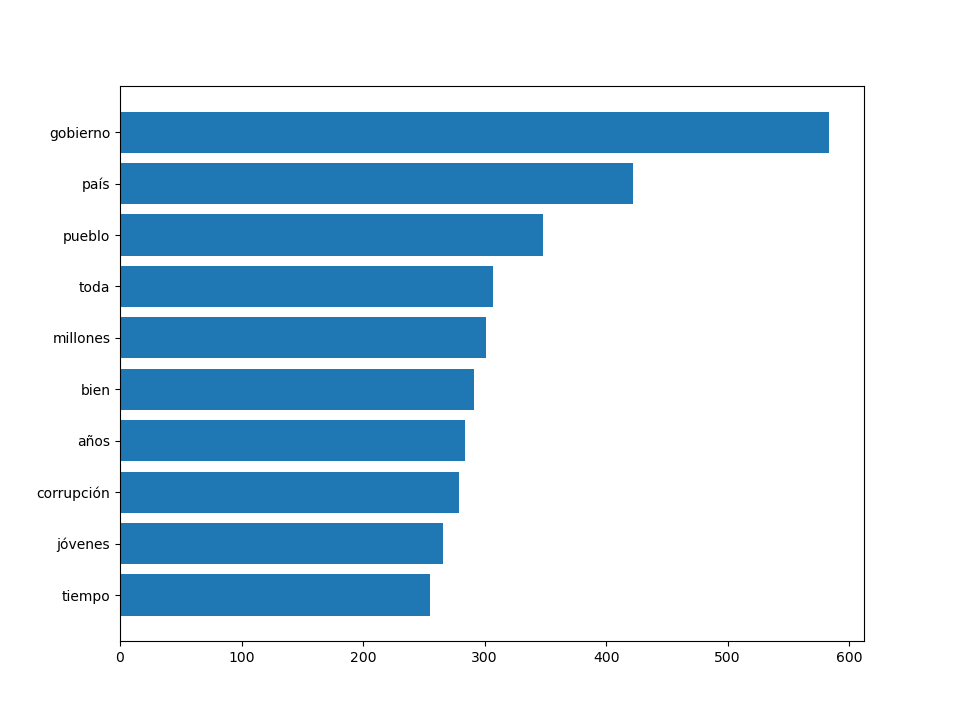 gobierno
país
pueblo
toda
millones
bien
años
corrupción
jóvenes
tiempo
0 100 200 300 400 500 600